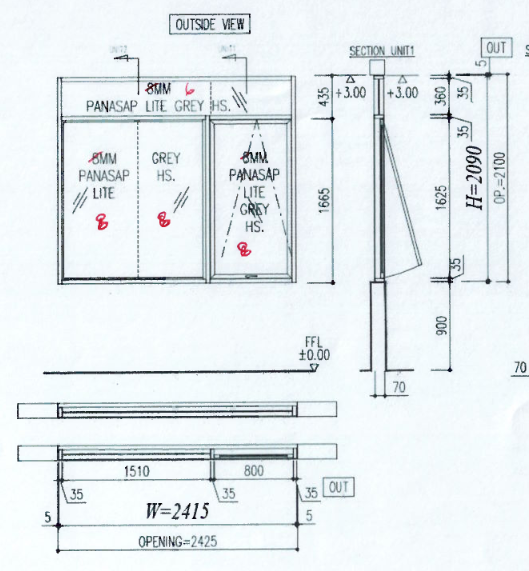 OUTSIDE VIEW
UNIT2
UNIT1
SECTION UNIT1
OUT
5
8MM 6
PANASAP LITE GREY HS.
435
+3.00
+3.00
360
35
35
8MM
PANASAP
LITE
8
GREY
HS.
8
8MM
PANASAP
LITE
GREY
HS.
8
1665
1625
H=2090
OP.=2100
35
900
FFL
±0.00
70
70
1510
800
35
35
35
OUT
5
W=2415
5
OPENING=2425